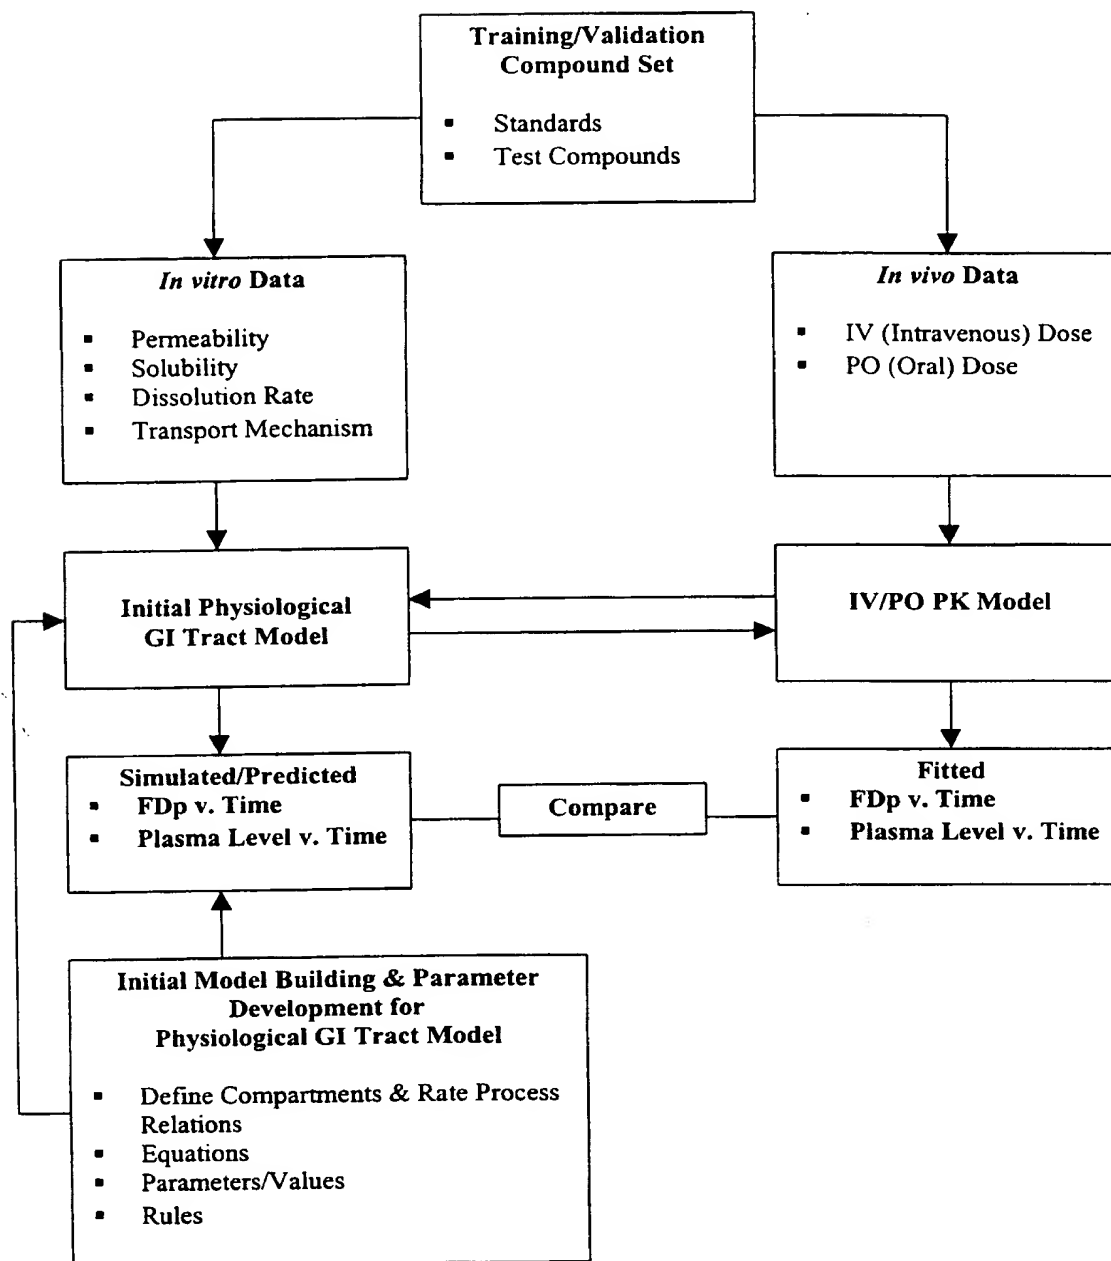 Training/Validation
Compound Set
▪ Standards
▪ Test Compounds
In vitro Data
▪ Permeability
▪ Solubility
▪ Dissolution Rate
▪ Transport Mechanism
In vivo Data
▪ IV (Intravenous) Dose
▪ PO (Oral) Dose
Initial Physiological
GI Tract Model
IV/PO PK Model
Simulated/Predicted
▪ FDp v. Time
▪ Plasma Level v. Time
Compare
Fitted
▪ FDp v. Time
▪ Plasma Level v. Time
Initial Model Building & Parameter
Development for
Physiological GI Tract Model
▪ Define Compartments & Rate Process
Relations
▪ Equations
▪ Parameters/Values
▪ Rules